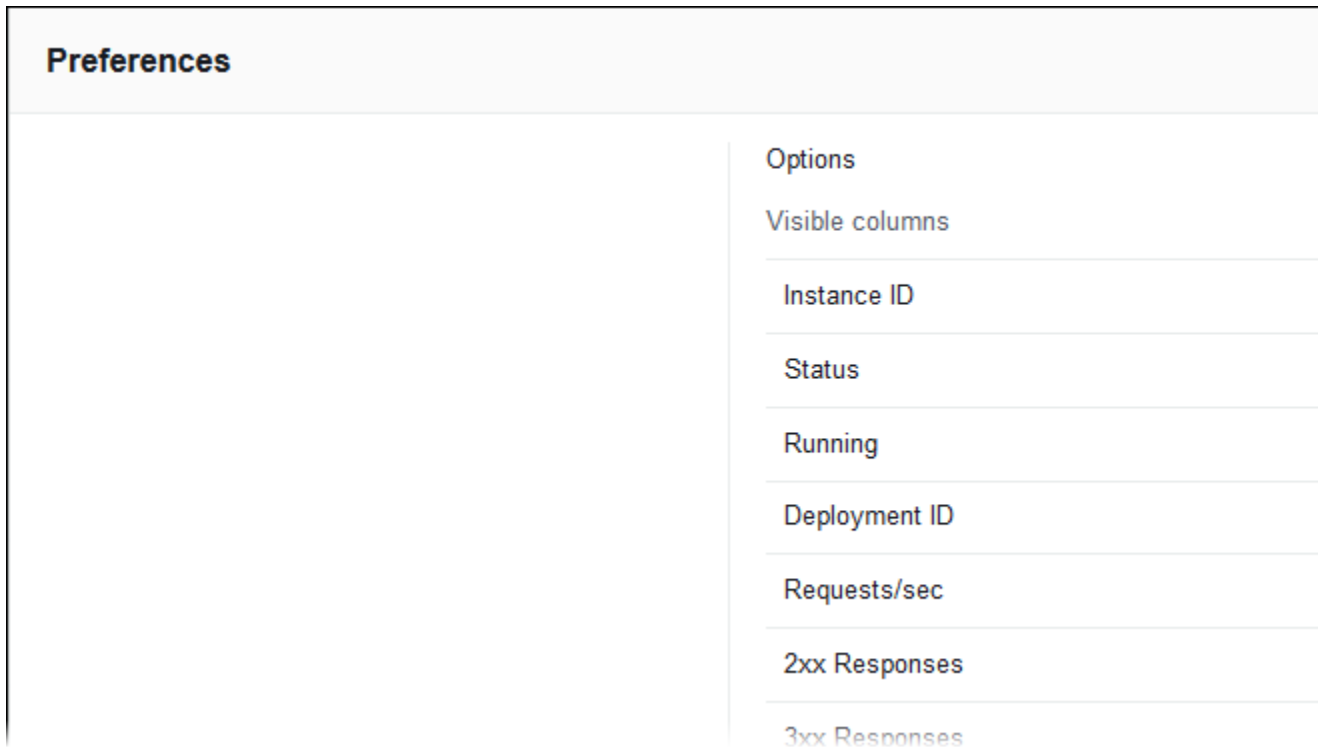 Preferences
Options
Visible columns
Instance ID
Status
Running
Deployment ID
Requests/sec
2xx Responses
3xx Responses